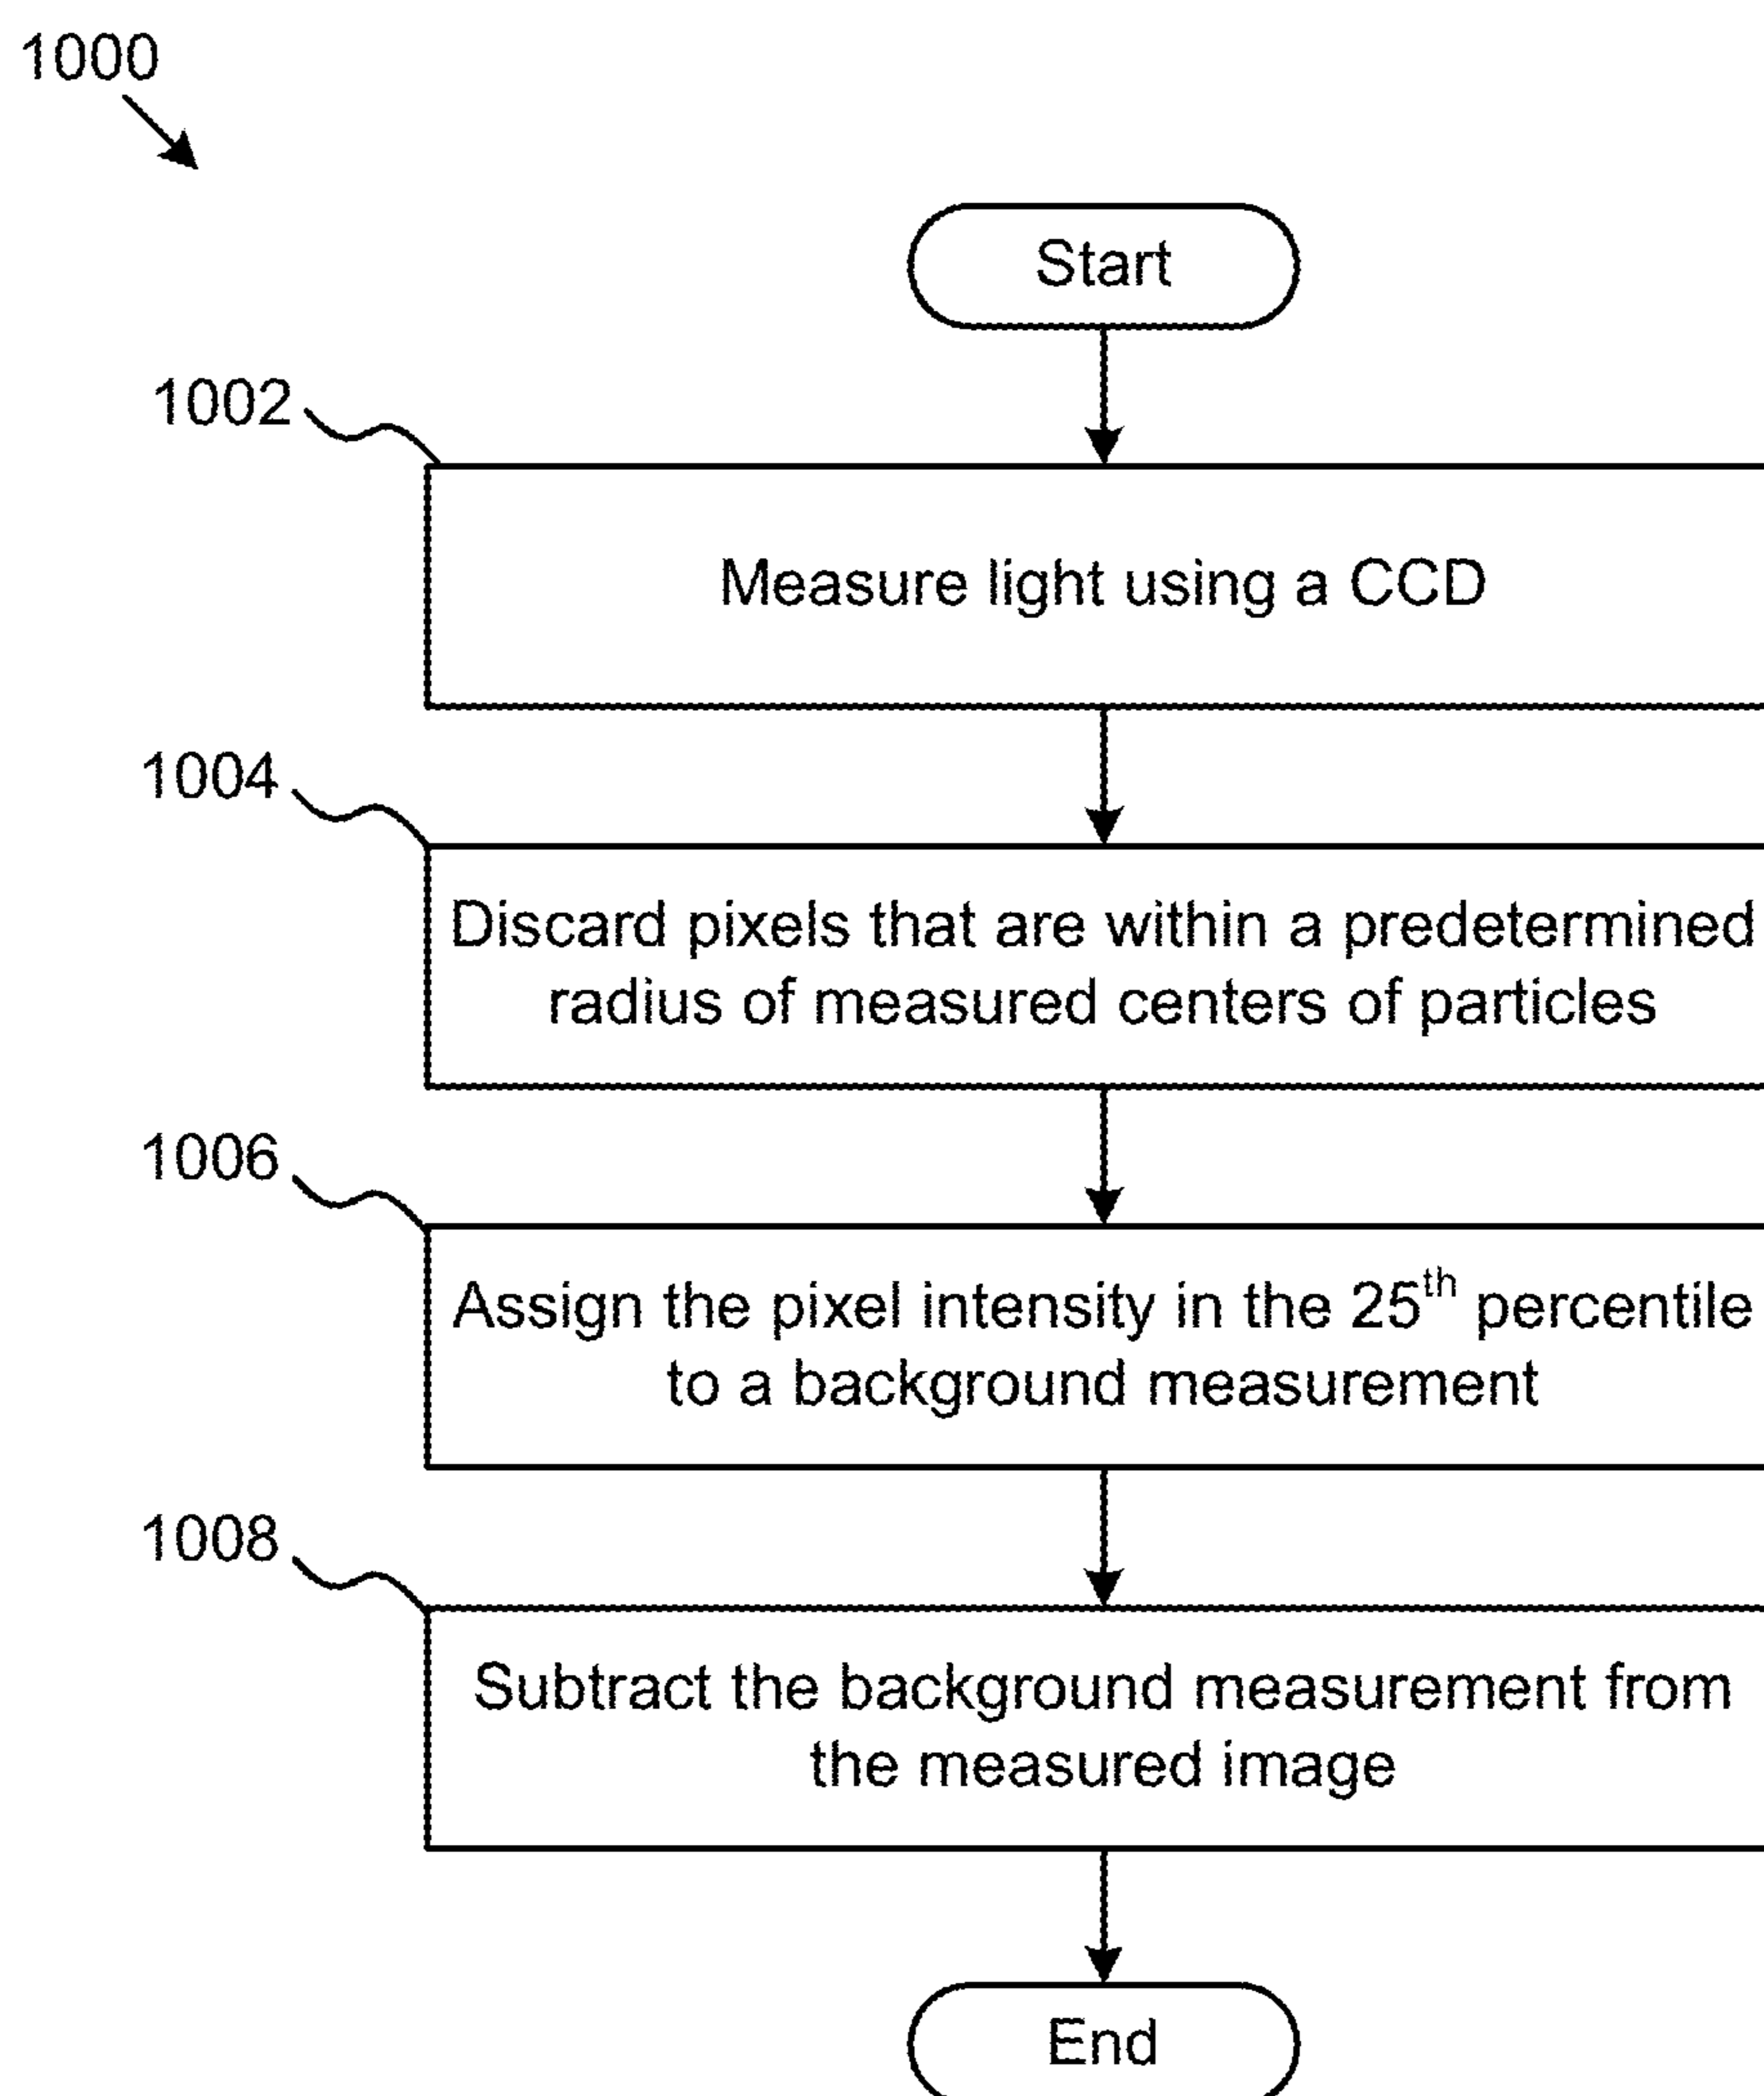 1000
Start
1002
Measure light using a CCD
1004
Discard pixels that are within a predetermined
radius of measured centers of particles
1006
Assign the pixel intensity in the 25th percentile
to a background measurement
1008
Subtract the background measurement from
the measured image
End